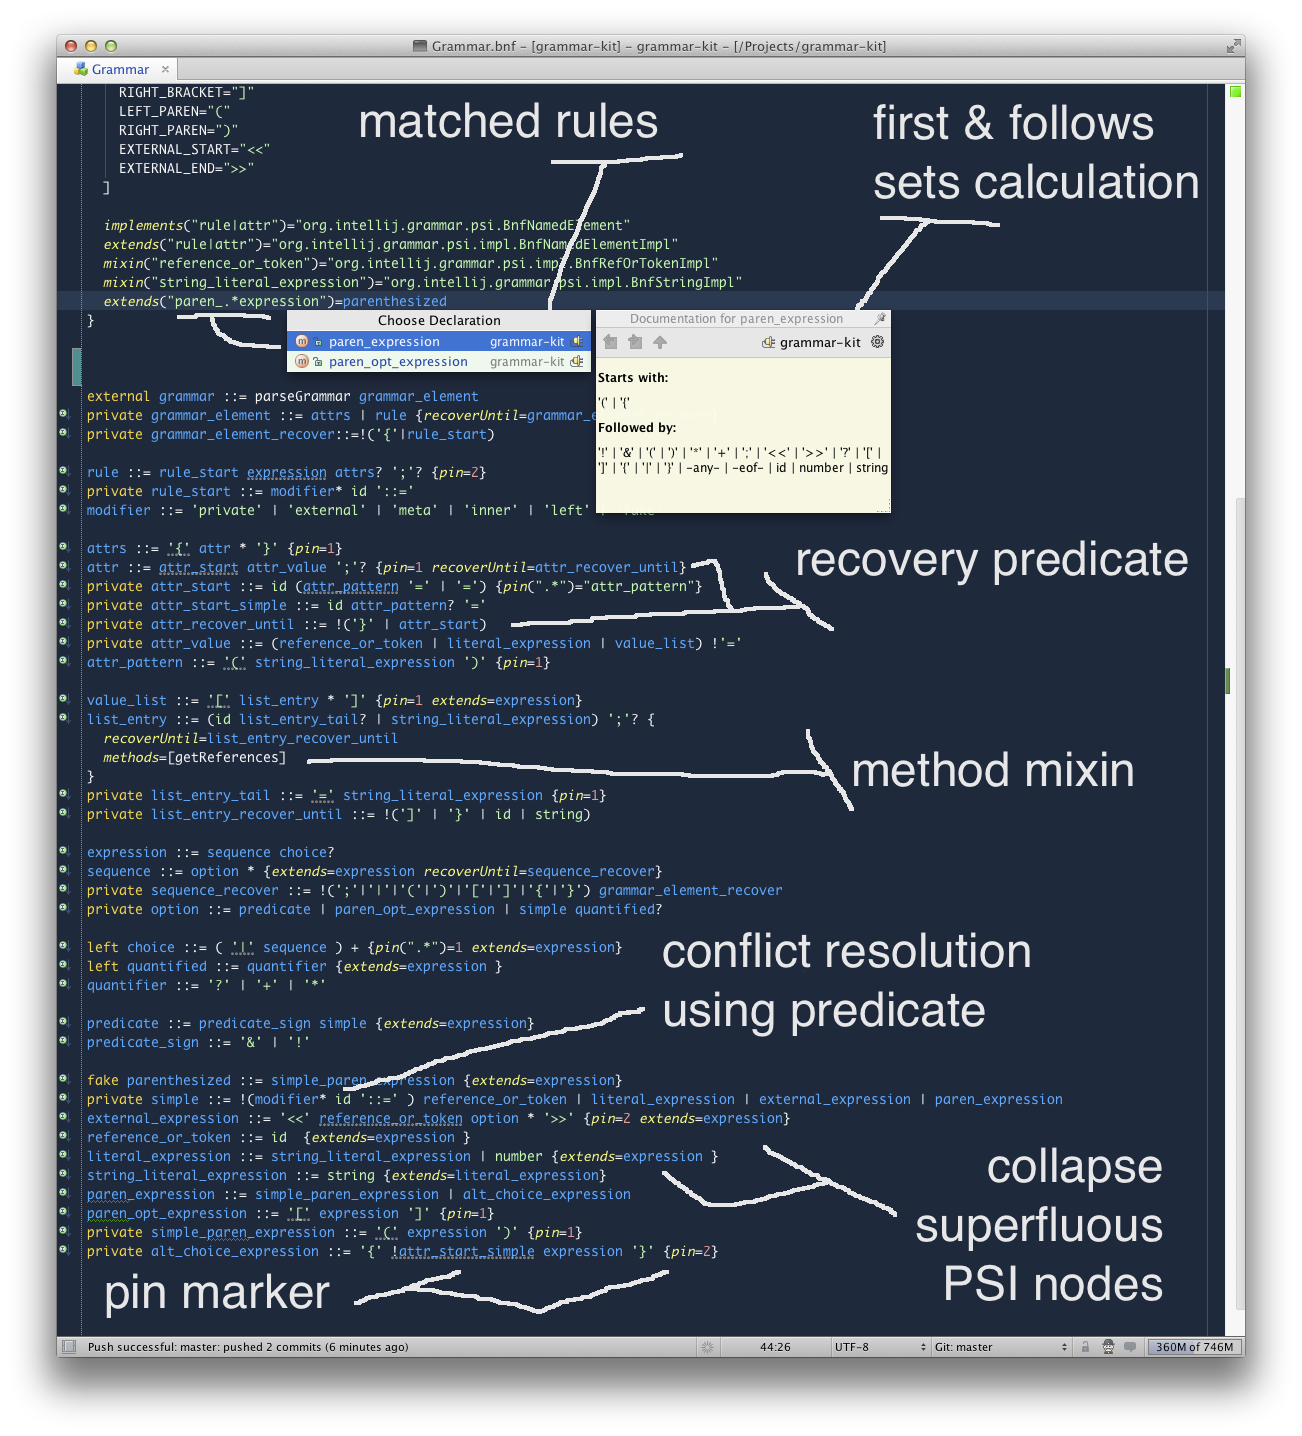 Grammar.bnf – [grammar-kit] – grammar-kit – [/Projects/grammar-kit]
Grammar
RIGHT_BRACKET="]"
LEFT_PAREN="("
RIGHT_PAREN=")"
EXTERNAL_START="<<"
EXTERNAL_END=">>"
]
matched rules
first & follows
sets calculation
implements("rule|attr")="org.intellij.grammar.psi.BnfNamedElement"
extends("rule|attr")="org.intellij.grammar.psi.impl.BnfNamedElementImpl"
mixin("reference_or_token")="org.intellij.grammar.psi.impl.BnfRefOrTokenImpl"
mixin("string_literal_expression")="org.intellij.grammar.psi.impl.BnfStringImpl"
extends("paren_.*expression")=parenthesized
}
Choose Declaration
paren_expression grammar-kit
paren_opt_expression grammar-kit
Documentation for paren_expression
grammar-kit
Starts with:
'(' | '{'
Followed by:
'!' | '&' | '(' | ')' | '*' | '+' | ';' | '<<' | '>>' | '?' | '[' |
']' | '{' | '|' | '}' | -any- | -eof- | id | number | string
external grammar ::= parseGrammar grammar_element
private grammar_element ::= attrs | rule {recoverUntil=grammar_e
private grammar_element_recover::=!('{'|rule_start)
rule ::= rule_start expression attrs? ';'? {pin=2}
private rule_start ::= modifier* id '::='
modifier ::= 'private' | 'external' | 'meta' | 'inner' | 'left' |
attrs ::= '{' attr * '}' {pin=1}
attr ::= attr_start attr_value ';'? {pin=1 recoverUntil=attr_recover_until}
private attr_start ::= id (attr_pattern '=' | '=') {pin(".*")="attr_pattern"}
private attr_start_simple ::= id attr_pattern? '='
private attr_recover_until ::= !('}' | attr_start)
private attr_value ::= (reference_or_token | literal_expression | value_list) !'='
attr_pattern ::= '(' string_literal_expression ')' {pin=1}
recovery predicate
value_list ::= '[' list_entry * ']' {pin=1 extends=expression}
list_entry ::= (id list_entry_tail? | string_literal_expression) ';'? {
recoverUntil=list_entry_recover_until
methods=[getReferences]
}
private list_entry_tail ::= '=' string_literal_expression {pin=1}
private list_entry_recover_until ::= !(']' | '}' | id | string)
method mixin
expression ::= sequence choice?
sequence ::= option * {extends=expression recoverUntil=sequence_recover}
private sequence_recover ::= !(';'|'|'|'('|')'|'['|']'|'{'|'}') grammar_element_recover
private option ::= predicate | paren_opt_expression | simple quantified?
left choice ::= ( '|' sequence ) + {pin(".*")=1 extends=expression}
left quantified ::= quantifier {extends=expression }
quantifier ::= '?' | '+' | '*'
conflict resolution
using predicate
predicate ::= predicate_sign simple {extends=expression}
predicate_sign ::= '&' | '!'
fake parenthesized ::= simple_paren_expression {extends=expression}
private simple ::= !(modifier* id '::=' ) reference_or_token | literal_expression | external_expression | paren_expression
external_expression ::= '<<' reference_or_token option * '>>' {pin=2 extends=expression}
reference_or_token ::= id  {extends=expression }
literal_expression ::= string_literal_expression | number {extends=expression }
string_literal_expression ::= string {extends=literal_expression}
paren_expression ::= simple_paren_expression | alt_choice_expression
paren_opt_expression ::= '[' expression ']' {pin=1}
private simple_paren_expression ::= '(' expression ')' {pin=1}
private alt_choice_expression ::= '{' !attr_start_simple expression '}' {pin=2}
collapse
superfluous
PSI nodes
pin marker
Push successful: master: pushed 2 commits (6 minutes ago) 44:26 UTF-8 Git: master 360M of 746M